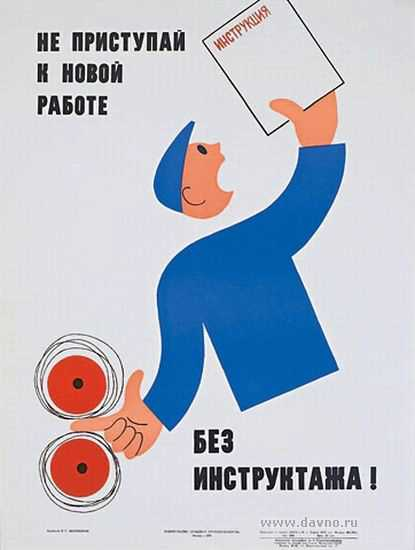 НЕ ПРИСТУПАЙ
К НОВОЙ
РАБОТЕ
ИНСТРУКЦИЯ
БЕЗ
ИНСТРУКТАЖА!
www.davno.ru